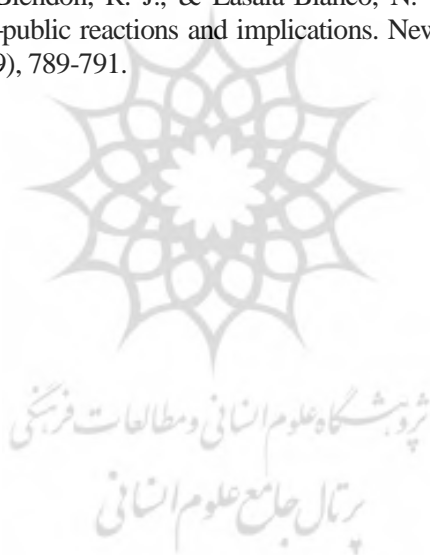 Blendon, R. J., & Lasala Blanco, N.
-public reactions and implications. New
9), 789-791.
پژوهشگاه علوم انسانی و مطالعات فرهنگی
پرتال جامع علوم انسانی